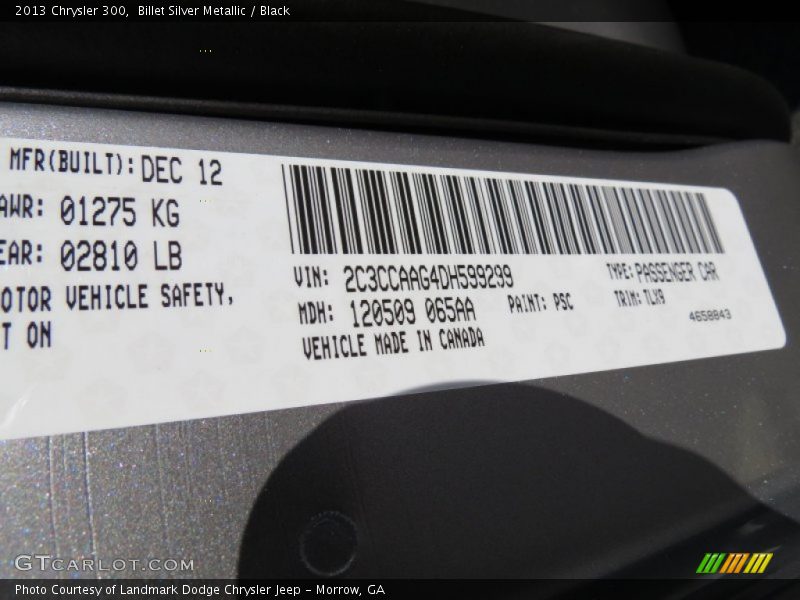 2013 Chrysler 300, Billet Silver Metallic / Black
MFR(BUILT): DEC 12
AWR: 01275 KG
EAR: 02810 LB
OTOR VEHICLE SAFETY,
T ON
VIN: 2C3CCAAG4DH599299
TYPE: PASSENGER CAR
MDH: 120509 065AA
PAINT: PSC
TRIM: TLX9
VEHICLE MADE IN CANADA
4658843
GTCarLot.com
Photo Courtesy of Landmark Dodge Chrysler Jeep – Morrow, GA